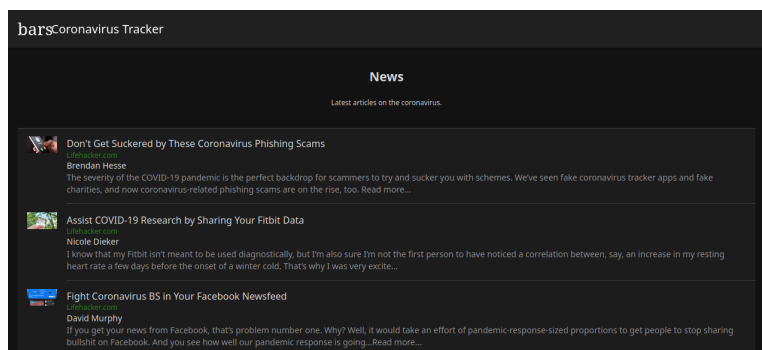 barsCoronavirus Tracker
News
Latest articles on the coronavirus.
Don't Get Suckered by These Coronavirus Phishing Scams
Lifehacker.com
Brendan Hesse
The severity of the COVID-19 pandemic is the perfect backdrop for scammers to try and sucker you with schemes. We've seen fake coronavirus tracker apps and fake
charities, and now coronavirus-related phishing scams are on the rise, too. Read more...
Assist COVID-19 Research by Sharing Your Fitbit Data
Lifehacker.com
Nicole Dieker
I know that my Fitbit isn't meant to be used diagnostically, but I'm also sure I'm not the first person to have noticed a correlation between, say, an increase in my resting
heart rate a few days before the onset of a winter cold. That's why I was very excite...
Fight Coronavirus BS in Your Facebook Newsfeed
Lifehacker.com
David Murphy
If you get your news from Facebook, that's problem number one. Why? Well, it would take an effort of pandemic-response-sized proportions to get people to stop sharing
bullshit on Facebook. And you see how well our pandemic response is going...Read more...